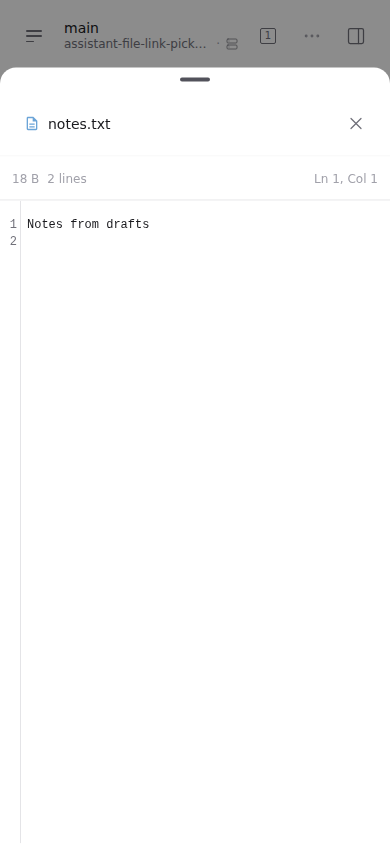 main
assistant-file-link-pick... ·
1
notes.txt
18 B 2 lines
Ln 1, Col 1
1 Notes from drafts
2